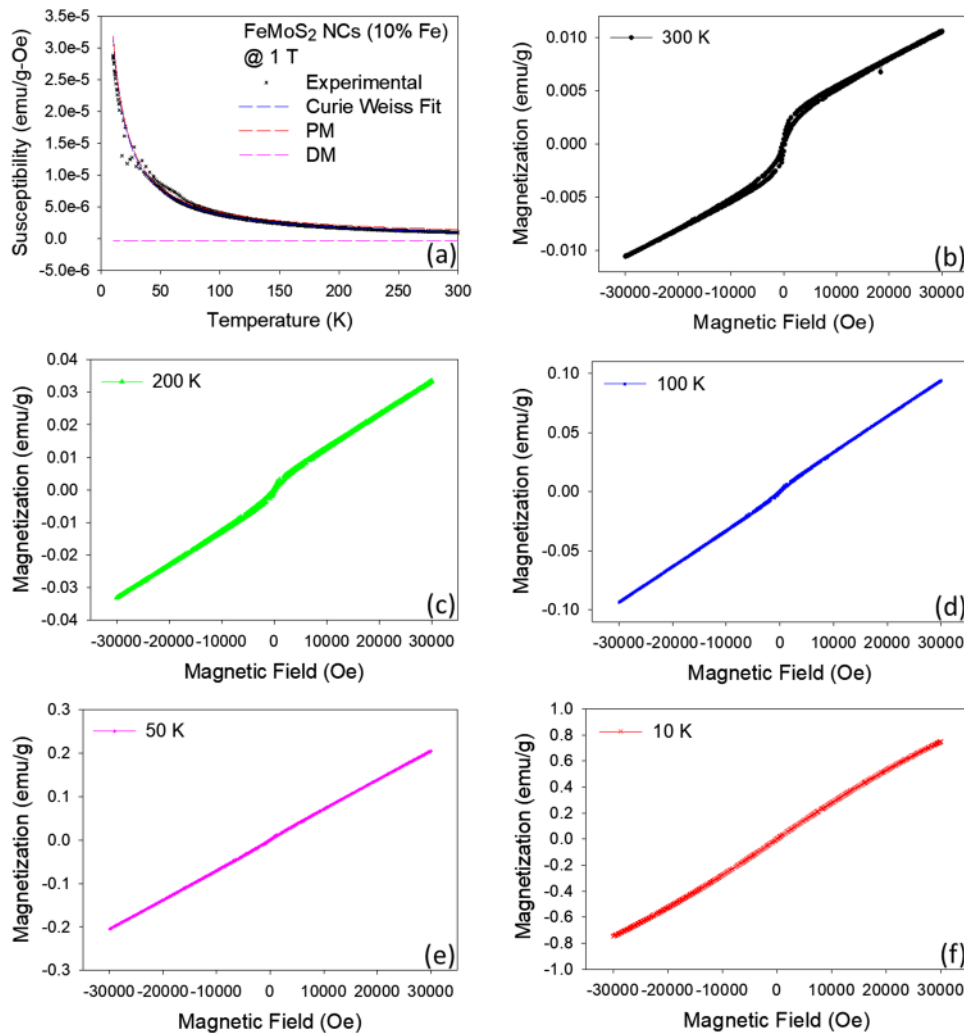 FeMoS2 NCs (10% Fe)
@ 1 T
Experimental
Curie Weiss Fit
PM
DM
Susceptibility (emu/g-Oe)
3.5e-5
3.0e-5
2.5e-5
2.0e-5
1.5e-5
1.0e-5
5.0e-6
0.0
-5.0e-6
(a)
0 50 100 150 200 250 300
Temperature (K)
300 K
Magnetization (emu/g)
0.010
0.005
0.000
-0.005
-0.010
(b)
-30000 -20000 -10000 0 10000 20000 30000
Magnetic Field (Oe)
200 K
Magnetization (emu/g)
0.04
0.03
0.02
0.01
0.00
-0.01
-0.02
-0.03
-0.04
(c)
-30000 -20000 -10000 0 10000 20000 30000
Magnetic Field (Oe)
100 K
Magnetization (emu/g)
0.10
0.05
0.00
-0.05
-0.10
(d)
-30000 -20000 -10000 0 10000 20000 30000
Magnetic Field (Oe)
50 K
Magnetization (emu/g)
0.3
0.2
0.1
0.0
-0.1
-0.2
-0.3
(e)
-30000 -20000 -10000 0 10000 20000 30000
Magnetic Field (Oe)
10 K
Magnetization (emu/g)
1.0
0.8
0.6
0.4
0.2
0.0
-0.2
-0.4
-0.6
-0.8
-1.0
(f)
-30000 -20000 -10000 0 10000 20000 30000
Magnetic Field (Oe)